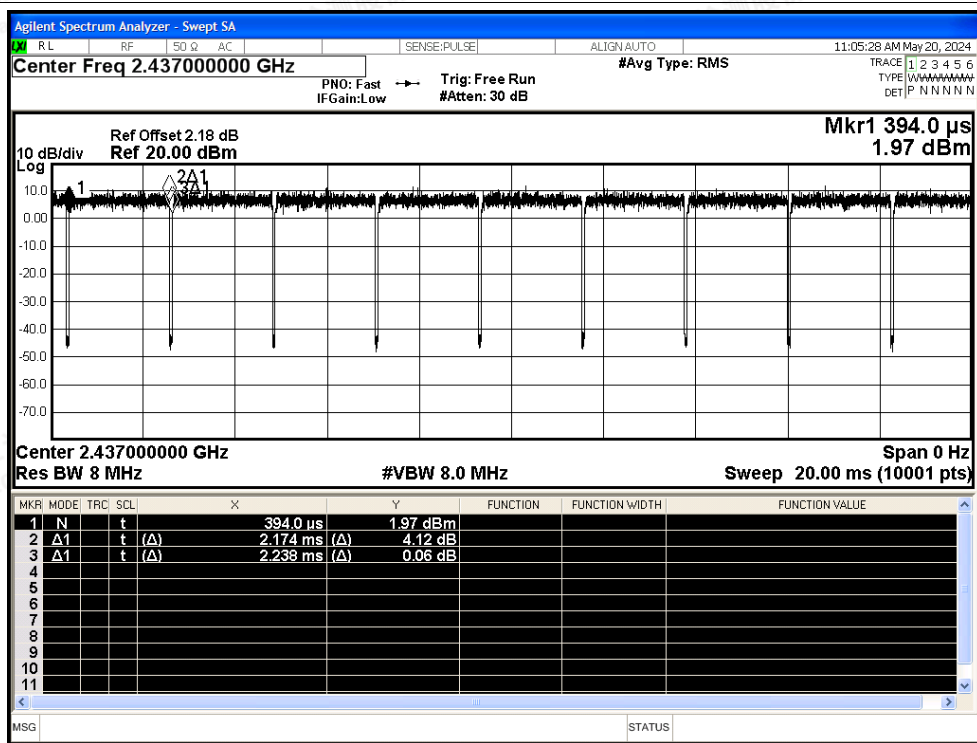 Agilent Spectrum Analyzer - Swept SA
LXI RL RF 50 Ω AC SENSE:PULSE ALIGN AUTO 11:05:28 AM May 20, 2024
Center Freq 2.437000000 GHz #Avg Type: RMS TRACE 1 2 3 4 5 6
PNO: Fast Trig: Free Run TYPE WWWWWW
IFGain:Low #Atten: 30 dB DET P N N N N N
Mkr1 394.0 µs
Ref Offset 2.18 dB
10 dB/div Ref 20.00 dBm 1.97 dBm
Log
2Δ1
1 3Δ1
10.0
0.00
-10.0
-20.0
-30.0
-40.0
-50.0
-60.0
-70.0
Center 2.437000000 GHz Span 0 Hz
Res BW 8 MHz #VBW 8.0 MHz Sweep 20.00 ms (10001 pts)
MKR MODE TRC SCL X Y FUNCTION FUNCTION WIDTH FUNCTION VALUE
1 N t 394.0 µs 1.97 dBm
2 Δ1 t (Δ) 2.174 ms (Δ) 4.12 dB
3 Δ1 t (Δ) 2.238 ms (Δ) 0.06 dB
4
5
6
7
8
9
10
11
MSG STATUS